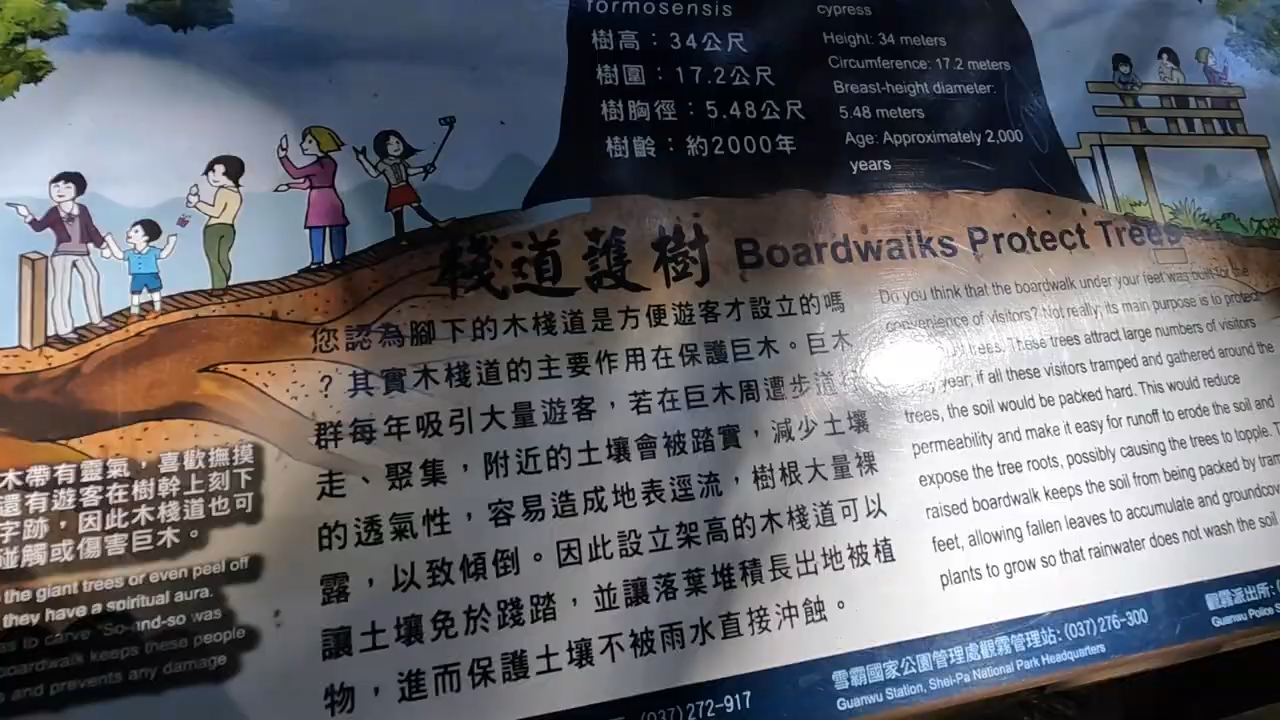 formosensis
樹高：34公尺
樹圍：17.2公尺
樹胸徑：5.48公尺
樹齡：約2000年
cypress
Height: 34 meters
Circumference: 17.2 meters
Breast-height diameter:
5.48 meters
Age: Approximately 2,000
years
棧道護樹 Boardwalks Protect Trees
您認為腳下的木棧道是方便遊客才設立的嗎
？其實木棧道的主要作用在保護巨木。巨木
群每年吸引大量遊客，若在巨木周遭步道
走、聚集，附近的土壤會被踏實，減少土壤
的透氣性，容易造成地表逕流，樹根大量裸
露，以致傾倒。因此設立架高的木棧道可以
讓土壤免於踐踏，並讓落葉堆積長出地被植
物，進而保護土壤不被雨水直接沖蝕。
Do you think that the boardwalk under your feet was built for the
convenience of visitors? Not really, its main purpose is to protect
trees. These trees attract large numbers of visitors
year, if all these visitors tramped and gathered around the
trees, the soil would be packed hard. This would reduce
permeability and make it easy for runoff to erode the soil and
expose the tree roots, possibly causing the trees to topple.
raised boardwalk keeps the soil from being packed by
feet, allowing fallen leaves to accumulate and
plants to grow so that rainwater does not wash the soil
木帶有靈氣，喜歡撫摸
還有遊客在樹幹上刻下
字跡，因此木棧道也可
碰觸或傷害巨木。
the giant trees or even peel off
they have a spiritual aura.
to carve "So-and-so was
boardwalk keeps these people
and prevents any damage
(037)272-917
雪霸國家公園管理處觀霧管理站：(037)276-300
Guanwu Station, Shei-Pa National Park Headquarters
觀霧派出所：
Guanwu Police